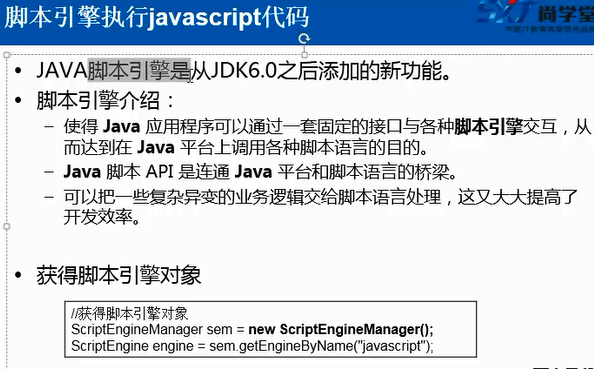 脚本引擎执行javascript代码
尚学堂
• JAVA脚本引擎是从JDK6.0之后添加的新功能。
• 脚本引擎介绍：
– 使得 Java 应用程序可以通过一套固定的接口与各种脚本引擎交互，从
而达到在 Java 平台上调用各种脚本语言的目的。
– Java 脚本 API 是连通 Java 平台和脚本语言的桥梁。
– 可以把一些复杂异变的业务逻辑交给脚本语言处理，这又大大提高了
开发效率。
• 获得脚本引擎对象
//获得脚本引擎对象
ScriptEngineManager sem = new ScriptEngineManager();
ScriptEngine engine = sem.getEngineByName("javascript");